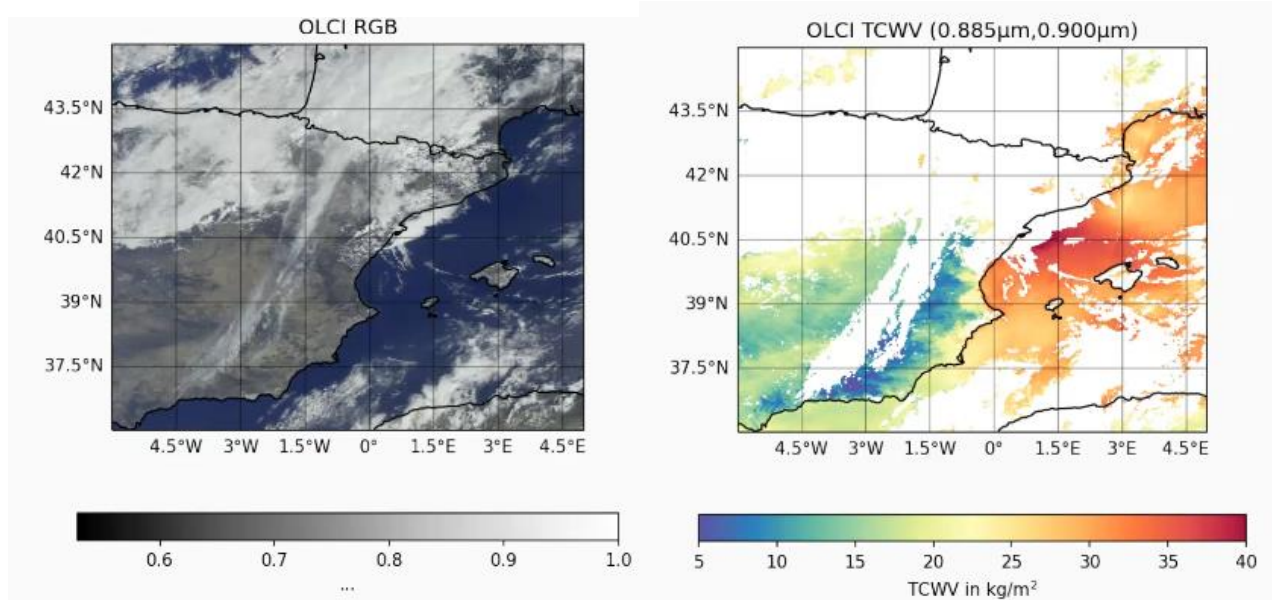 OLCI RGB
43.5°N
42°N
40.5°N
39°N
37.5°N
4.5°W 3°W 1.5°W 0° 1.5°E 3°E 4.5°E
0.6 0.7 0.8 0.9 1.0
...
OLCI TCWV (0.885μm,0.900μm)
43.5°N
42°N
40.5°N
39°N
37.5°N
4.5°W 3°W 1.5°W 0° 1.5°E 3°E 4.5°E
5 10 15 20 25 30 35 40
TCWV in kg/m²